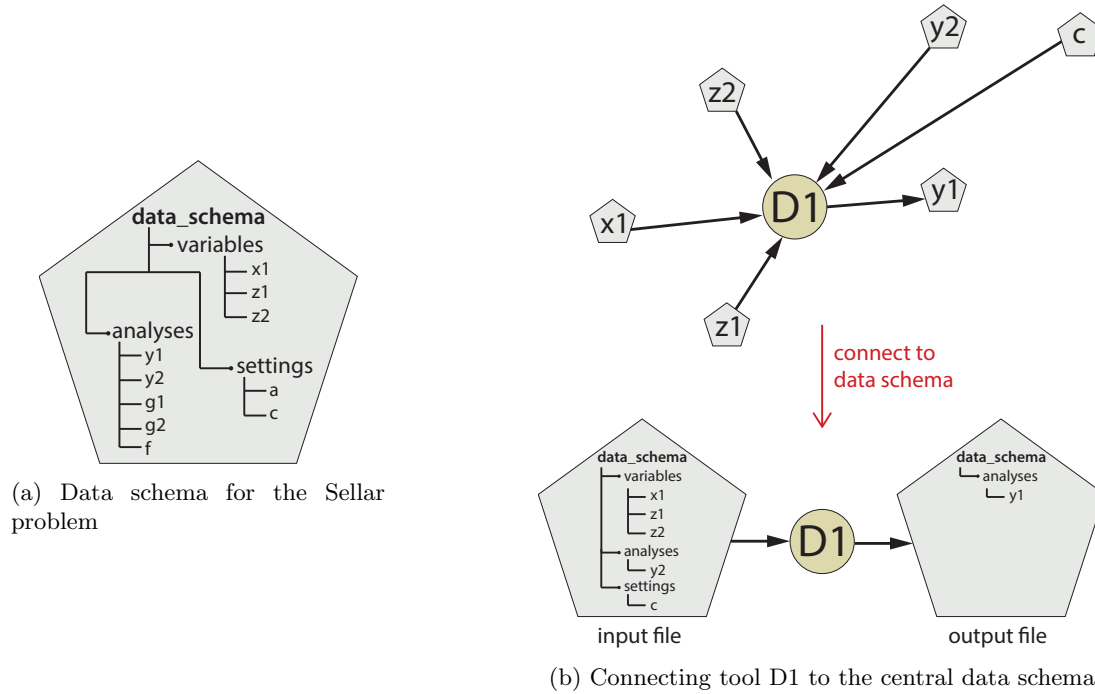 data_schema
variables
x1
z1
z2
analyses
y1
y2
g1
g2
f
settings
a
c
(a) Data schema for the Sellar
problem
y2
c
z2
D1
y1
x1
z1
connect to
data schema
data_schema
variables
x1
z1
z2
analyses
y2
settings
c
input file
D1
data_schema
analyses
y1
output file
(b) Connecting tool D1 to the central data schema